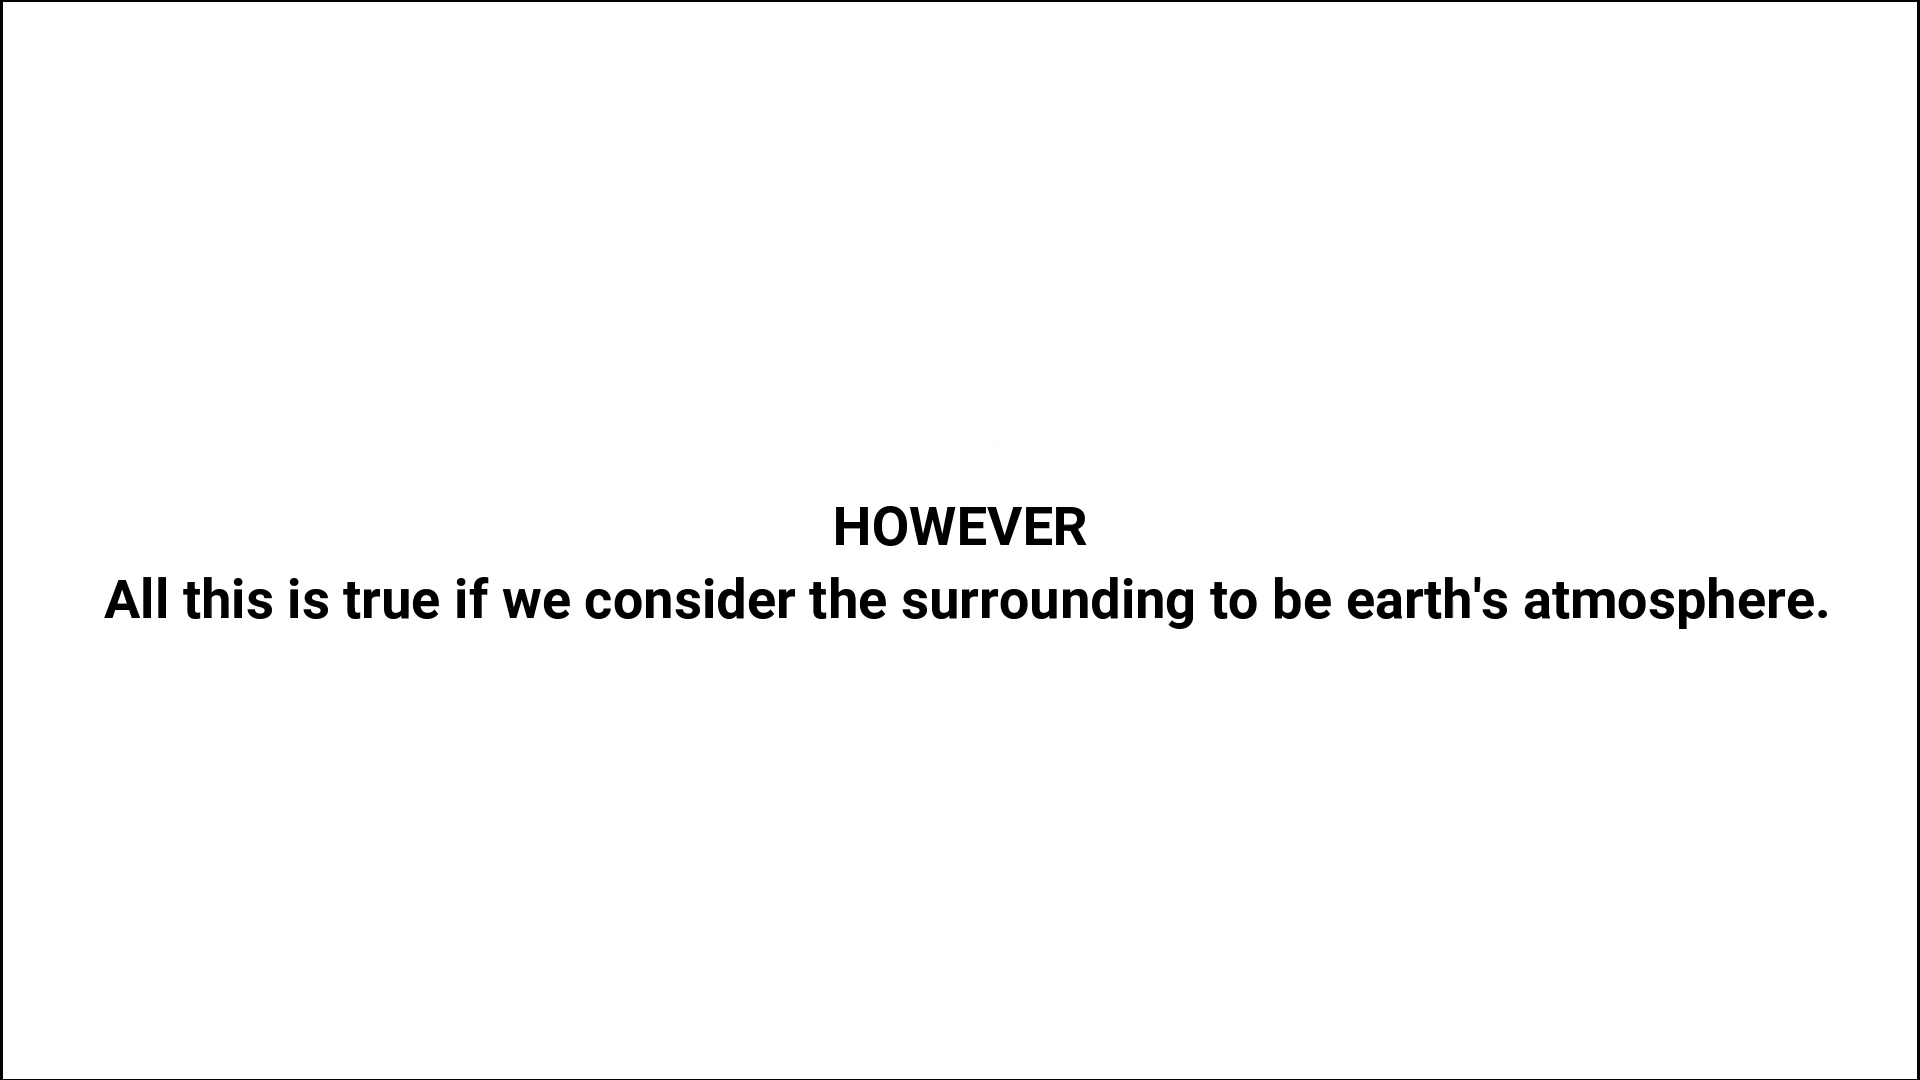 HOWEVER
All this is true if we consider the surrounding to be earth's atmosphere.